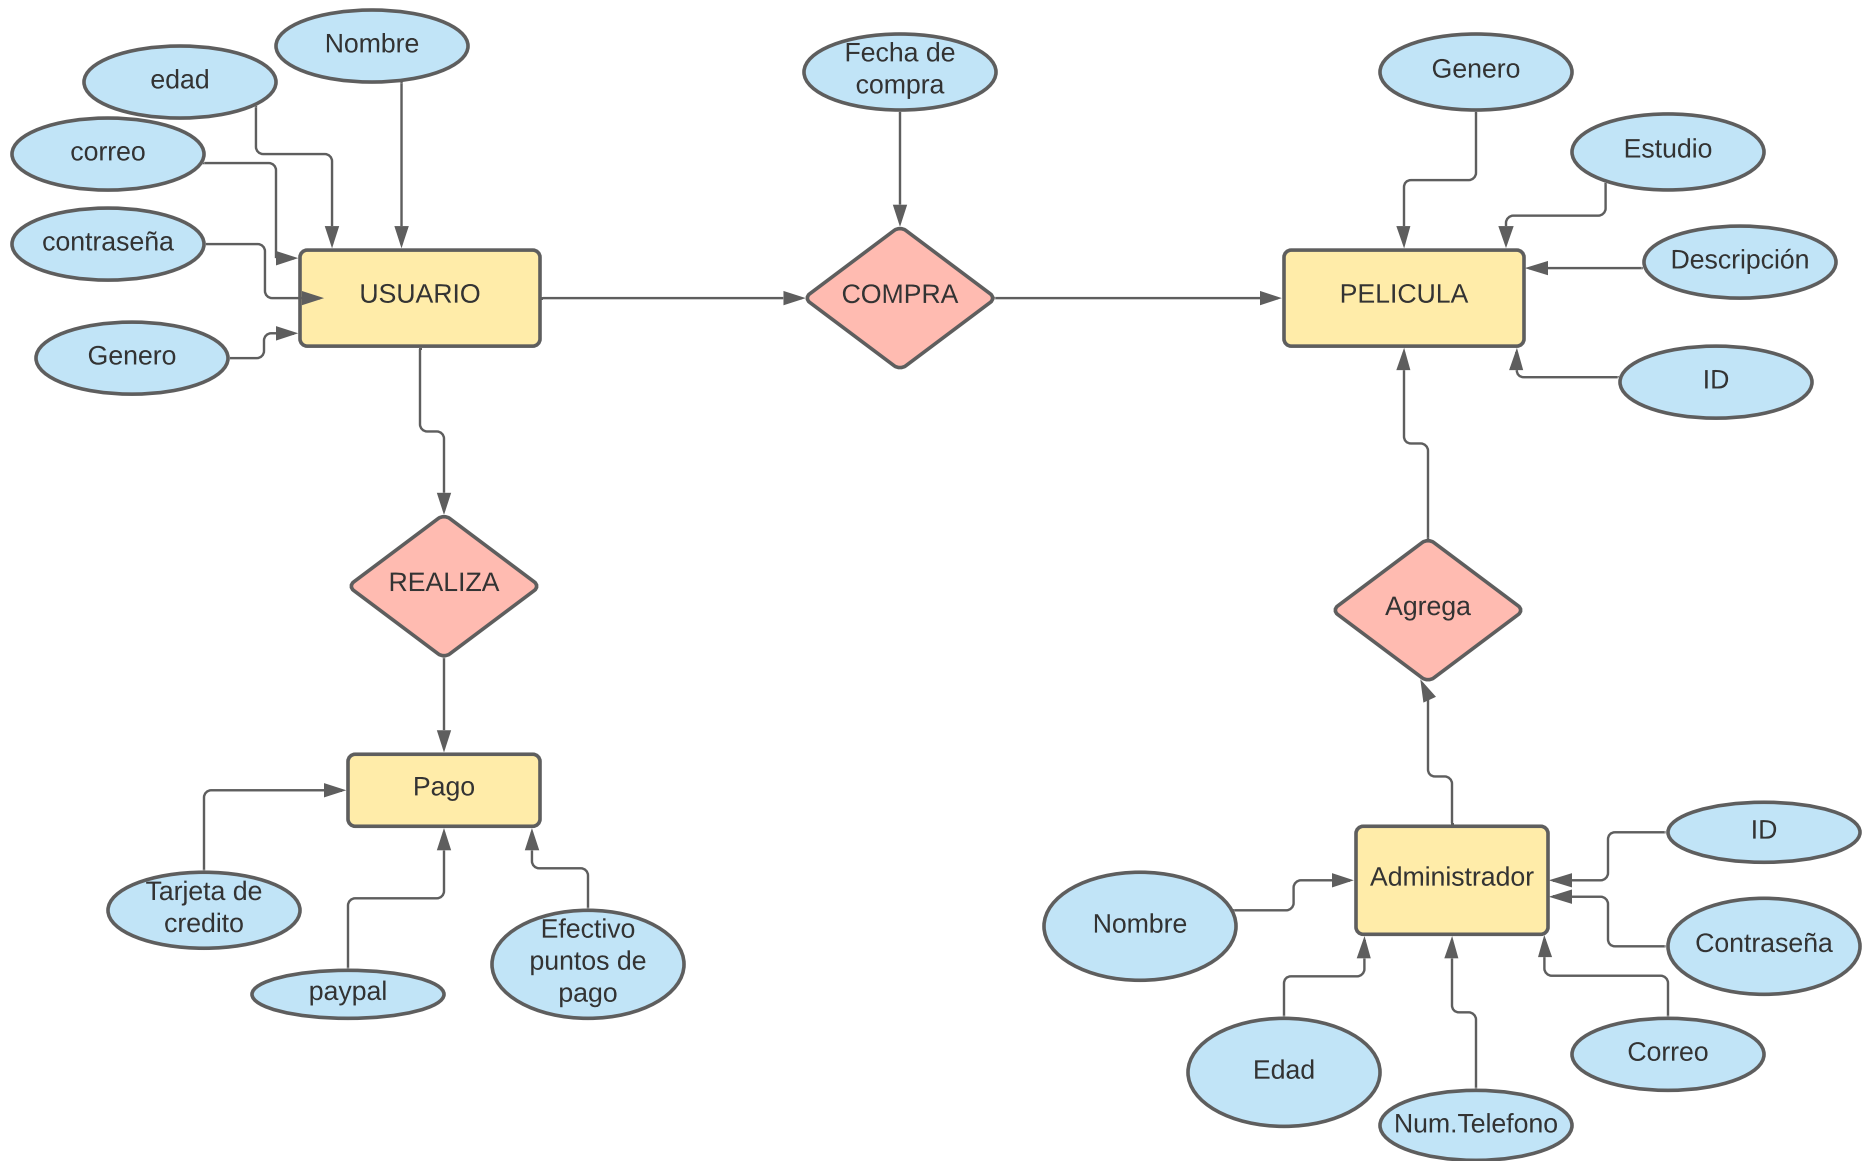 Nombre
edad
correo
contraseña
Genero
USUARIO
Fecha de
compra
COMPRA
Genero
Estudio
Descripción
ID
PELICULA
REALIZA
Agrega
Pago
Tarjeta de
credito
paypal
Efectivo
puntos de
pago
Administrador
ID
Contraseña
Nombre
Edad
Num.Telefono
Correo